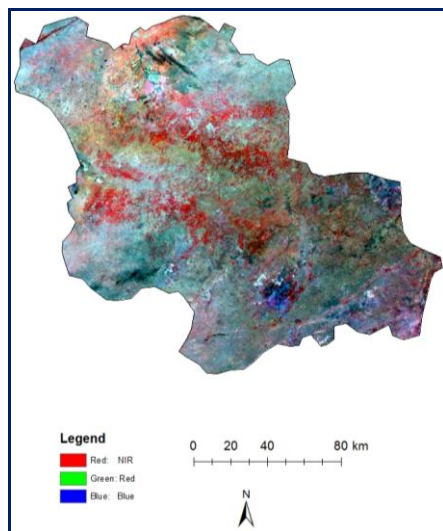 Legend
Red: NIR
Green: Red
Blue: Blue
0 20 40 80 km
N